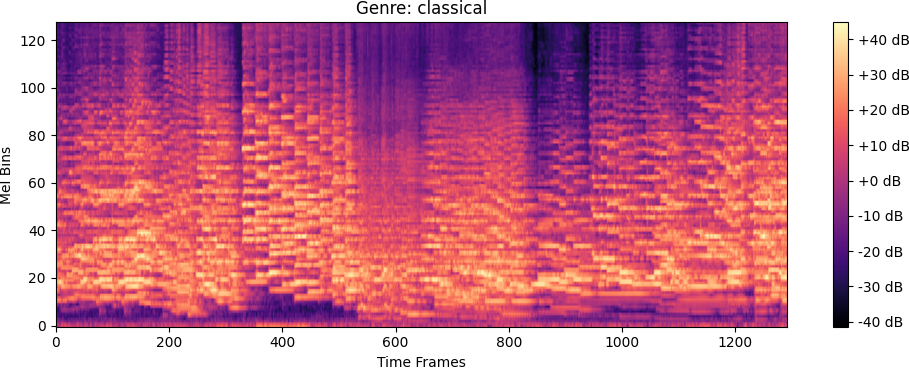 Genre: classical
120
100
80
60
40
20
0
Mel Bins
0 200 400 600 800 1000 1200
Time Frames
+40 dB
+30 dB
+20 dB
+10 dB
+0 dB
-10 dB
-20 dB
-30 dB
-40 dB